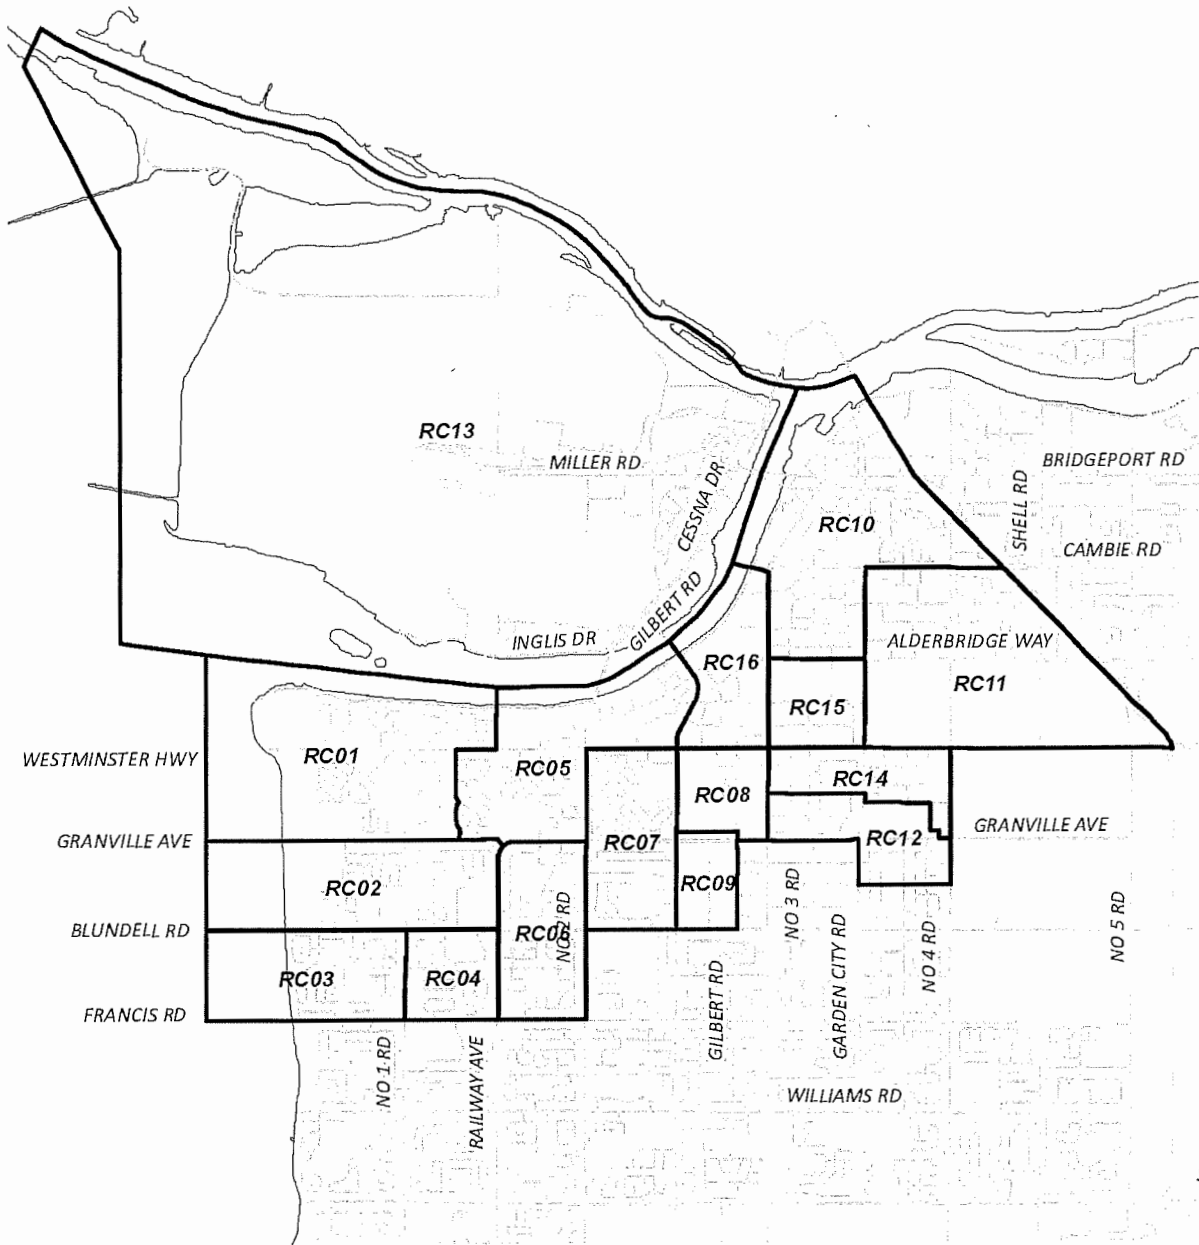 RC13
MILLER RD
CESSNA DR
BRIDGEPORT RD
SHELL RD
RC10
CAMBIE RD
GILBERT RD
INGLIS DR
ALDERBRIDGE WAY
RC16
RC11
RC15
WESTMINSTER HWY
RC01
RC05
RC14
RC08
GRANVILLE AVE
GRANVILLE AVE
RC07
RC12
RC02
RC09
NO 3 RD
BLUNDELL RD
RC06
NO 2 RD
GARDEN CITY RD
NO 4 RD
NO 5 RD
RC03
RC04
FRANCIS RD
GILBERT RD
NO 1 RD
RAILWAY AVE
WILLIAMS RD